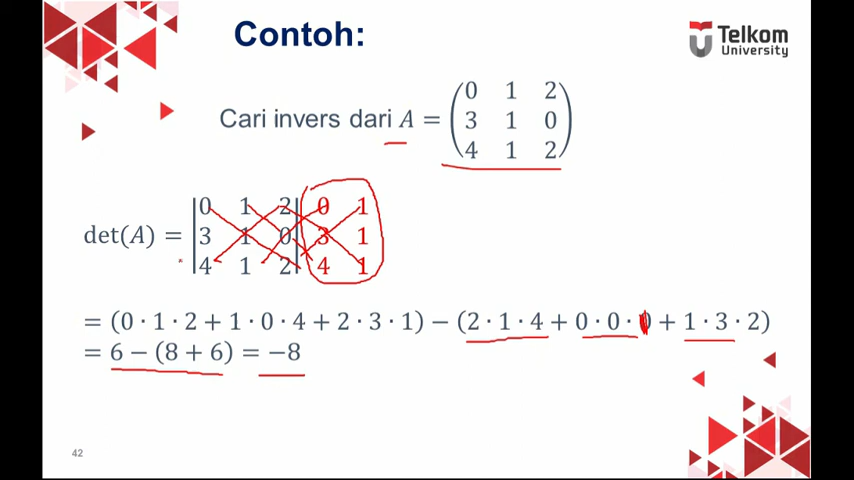 Contoh:
Telkom
University
Cari invers dari A = (0 1 2
3 1 0
4 1 2)
det(A) = |0 1 2| 0 1
|3 1 0| 3 1
|4 1 2| 4 1
= (0 · 1 · 2 + 1 · 0 · 4 + 2 · 3 · 1) − (2 · 1 · 4 + 0 · 0 · + 1 · 3 · 2)
= 6 − (8 + 6) = −8
42